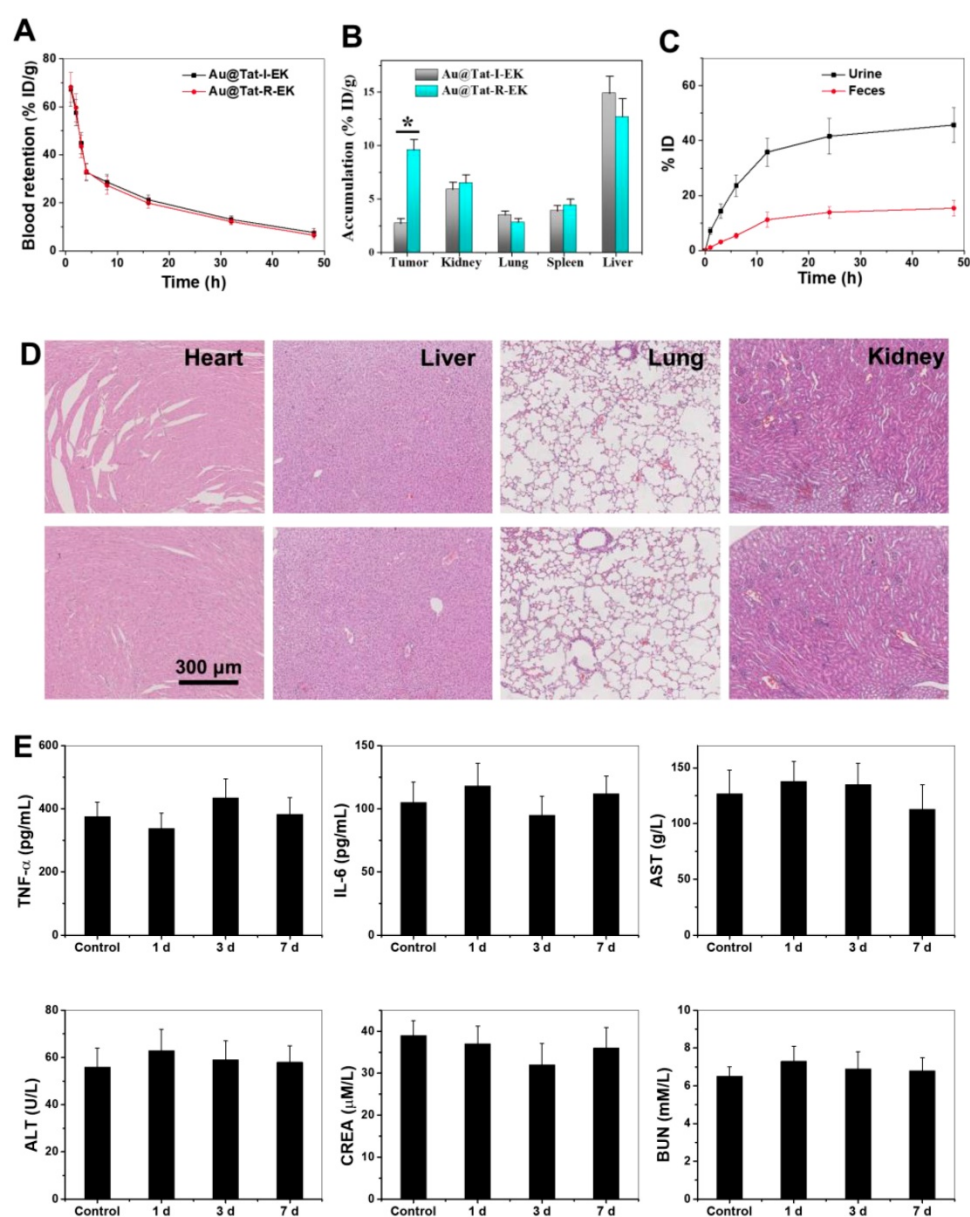 A
Blood retention (% ID/g)
80
60
40
20
0
Au@Tat-I-EK
Au@Tat-R-EK
0 10 20 30 40 50
Time (h)
B
Accumulation (% ID/g)
15
10
5
0
Au@Tat-I-EK
Au@Tat-R-EK
*
Tumor Kidney Lung Spleen Liver
C
% ID
60
40
20
0
Urine
Feces
0 10 20 30 40 50
Time (h)
D
Heart
Liver
Lung
Kidney
300 µm
E
TNF-α (pg/mL)
600
400
200
0
Control 1 d 3 d 7 d
IL-6 (pg/mL)
150
100
50
0
Control 1 d 3 d 7 d
AST (g/L)
150
100
50
0
Control 1 d 3 d 7 d
ALT (U/L)
80
60
40
20
0
Control 1 d 3 d 7 d
CREA (µM/L)
40
30
20
10
0
Control 1 d 3 d 7 d
BUN (mM/L)
10
8
6
4
2
0
Control 1 d 3 d 7 d